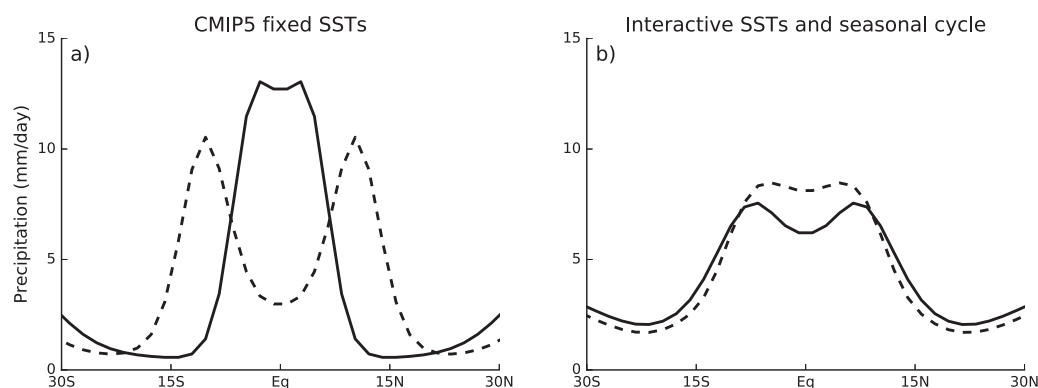 CMIP5 fixed SSTs
Interactive SSTs and seasonal cycle
Precipitation (mm/day)
a)
15
10
5
0
30S 15S Eq 15N 30N
b)
15
10
5
0
30S 15S Eq 15N 30N